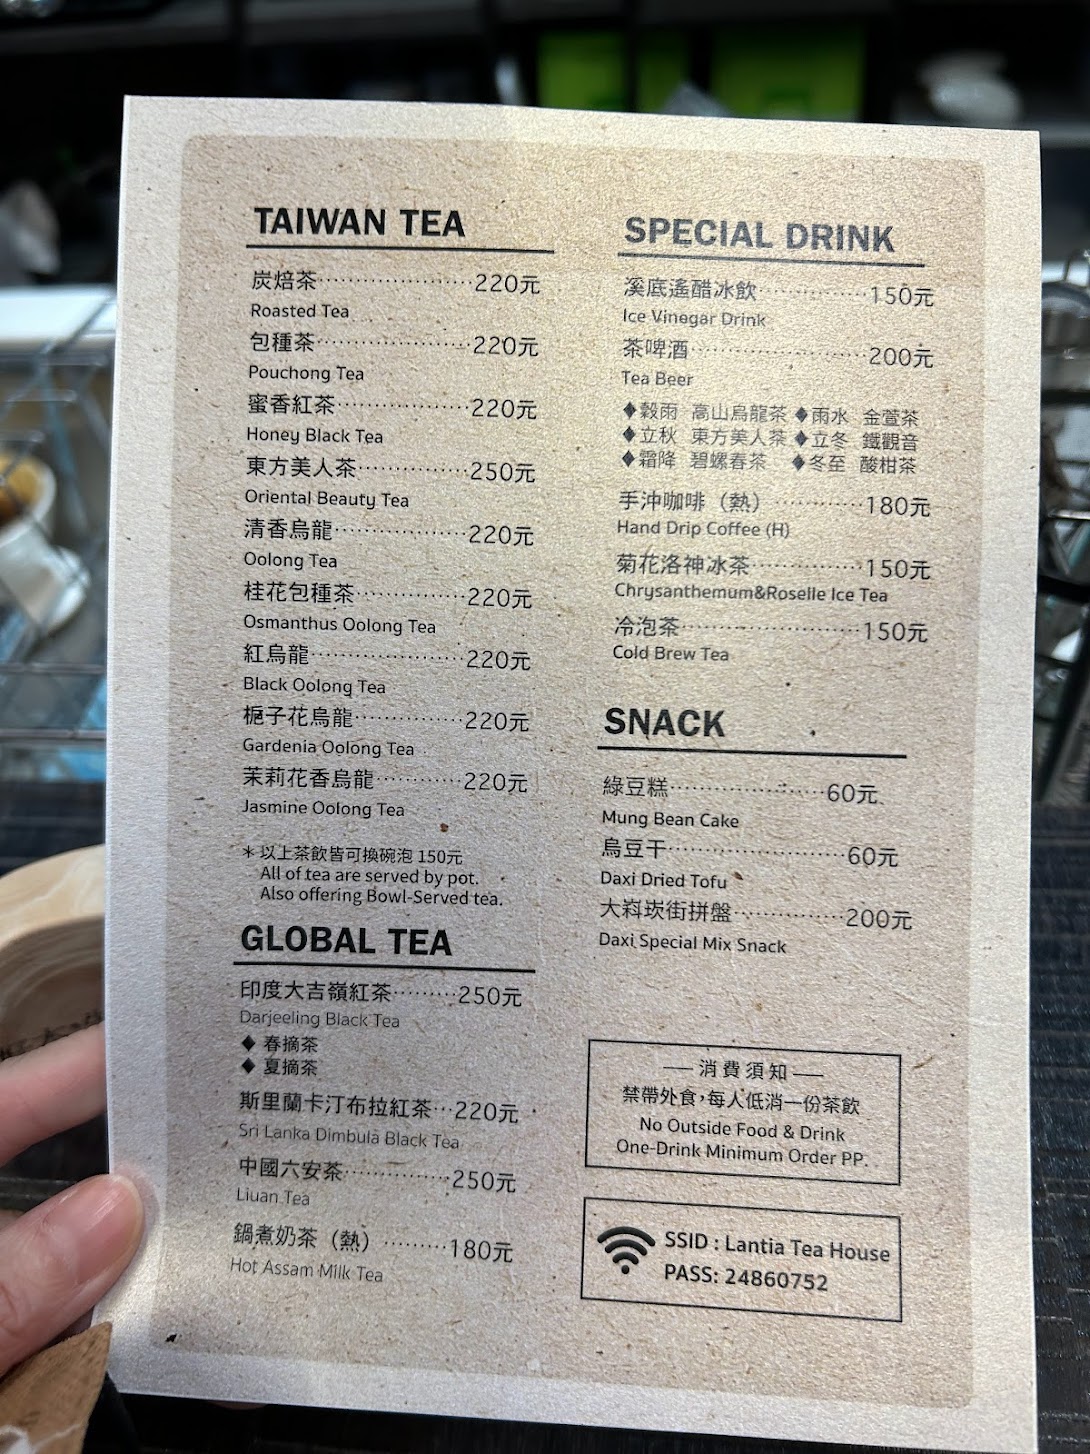 TAIWAN TEA
炭焙茶 220元
Roasted Tea
包種茶 220元
Pouchong Tea
蜜香紅茶 220元
Honey Black Tea
東方美人茶 250元
Oriental Beauty Tea
清香烏龍 220元
Oolong Tea
桂花包種茶 220元
Osmanthus Oolong Tea
紅烏龍 220元
Black Oolong Tea
梔子花烏龍 220元
Gardenia Oolong Tea
茉莉花香烏龍 220元
Jasmine Oolong Tea
＊以上茶飲皆可換碗泡 150元
All of tea are served by pot.
Also offering Bowl-Served tea.
GLOBAL TEA
印度大吉嶺紅茶 250元
Darjeeling Black Tea
◆ 春摘茶
◆ 夏摘茶
斯里蘭卡汀布拉紅茶 220元
Sri Lanka Dimbula Black Tea
中國六安茶 250元
Liuan Tea
鍋煮奶茶（熱） 180元
Hot Assam Milk Tea
SPECIAL DRINK
溪底遙醋冰飲 150元
Ice Vinegar Drink
茶啤酒 200元
Tea Beer
◆穀雨 高山烏龍茶 ◆雨水 金萱茶
◆立秋 東方美人茶 ◆立冬 鐵觀音
◆霜降 碧螺春茶 ◆冬至 酸柑茶
手沖咖啡（熱） 180元
Hand Drip Coffee (H)
菊花洛神冰茶 150元
Chrysanthemum&Roselle Ice Tea
冷泡茶 150元
Cold Brew Tea
SNACK
綠豆糕 60元
Mung Bean Cake
烏豆干 60元
Daxi Dried Tofu
大嵙崁街拼盤 200元
Daxi Special Mix Snack
消費須知
禁帶外食，每人低消一份茶飲
No Outside Food & Drink
One-Drink Minimum Order PP.
SSID : Lantia Tea House
PASS: 24860752